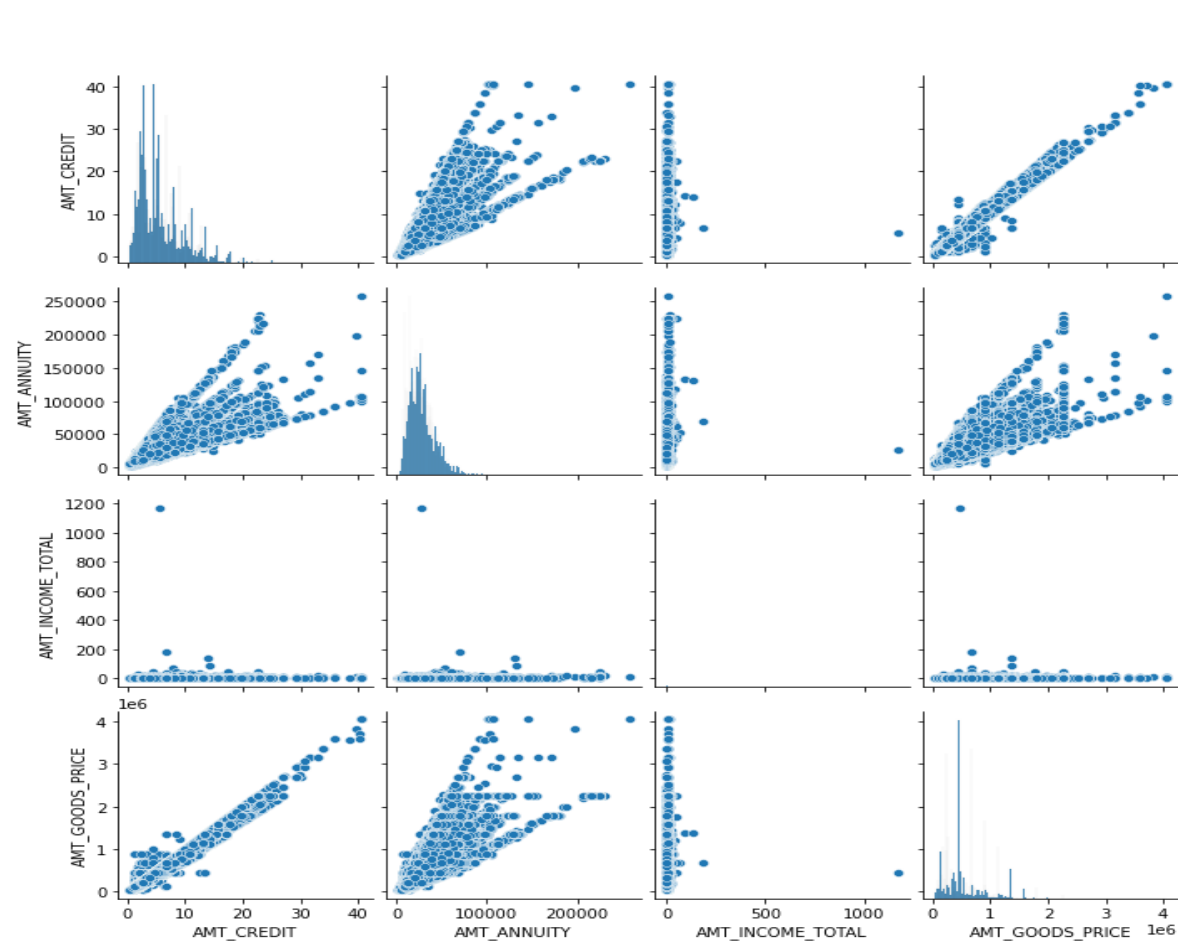 40
30
20
10
0
AMT_CREDIT
250000
200000
150000
100000
50000
0
AMT_ANNUITY
1200
1000
800
600
400
200
0
AMT_INCOME_TOTAL
1e6
4
3
2
1
0
AMT_GOODS_PRICE
0 10 20 30 40
0 100000 200000
0 500 1000
0 1 2 3 4
1e6
AMT_CREDIT
AMT_ANNUITY
AMT_INCOME_TOTAL
AMT_GOODS_PRICE